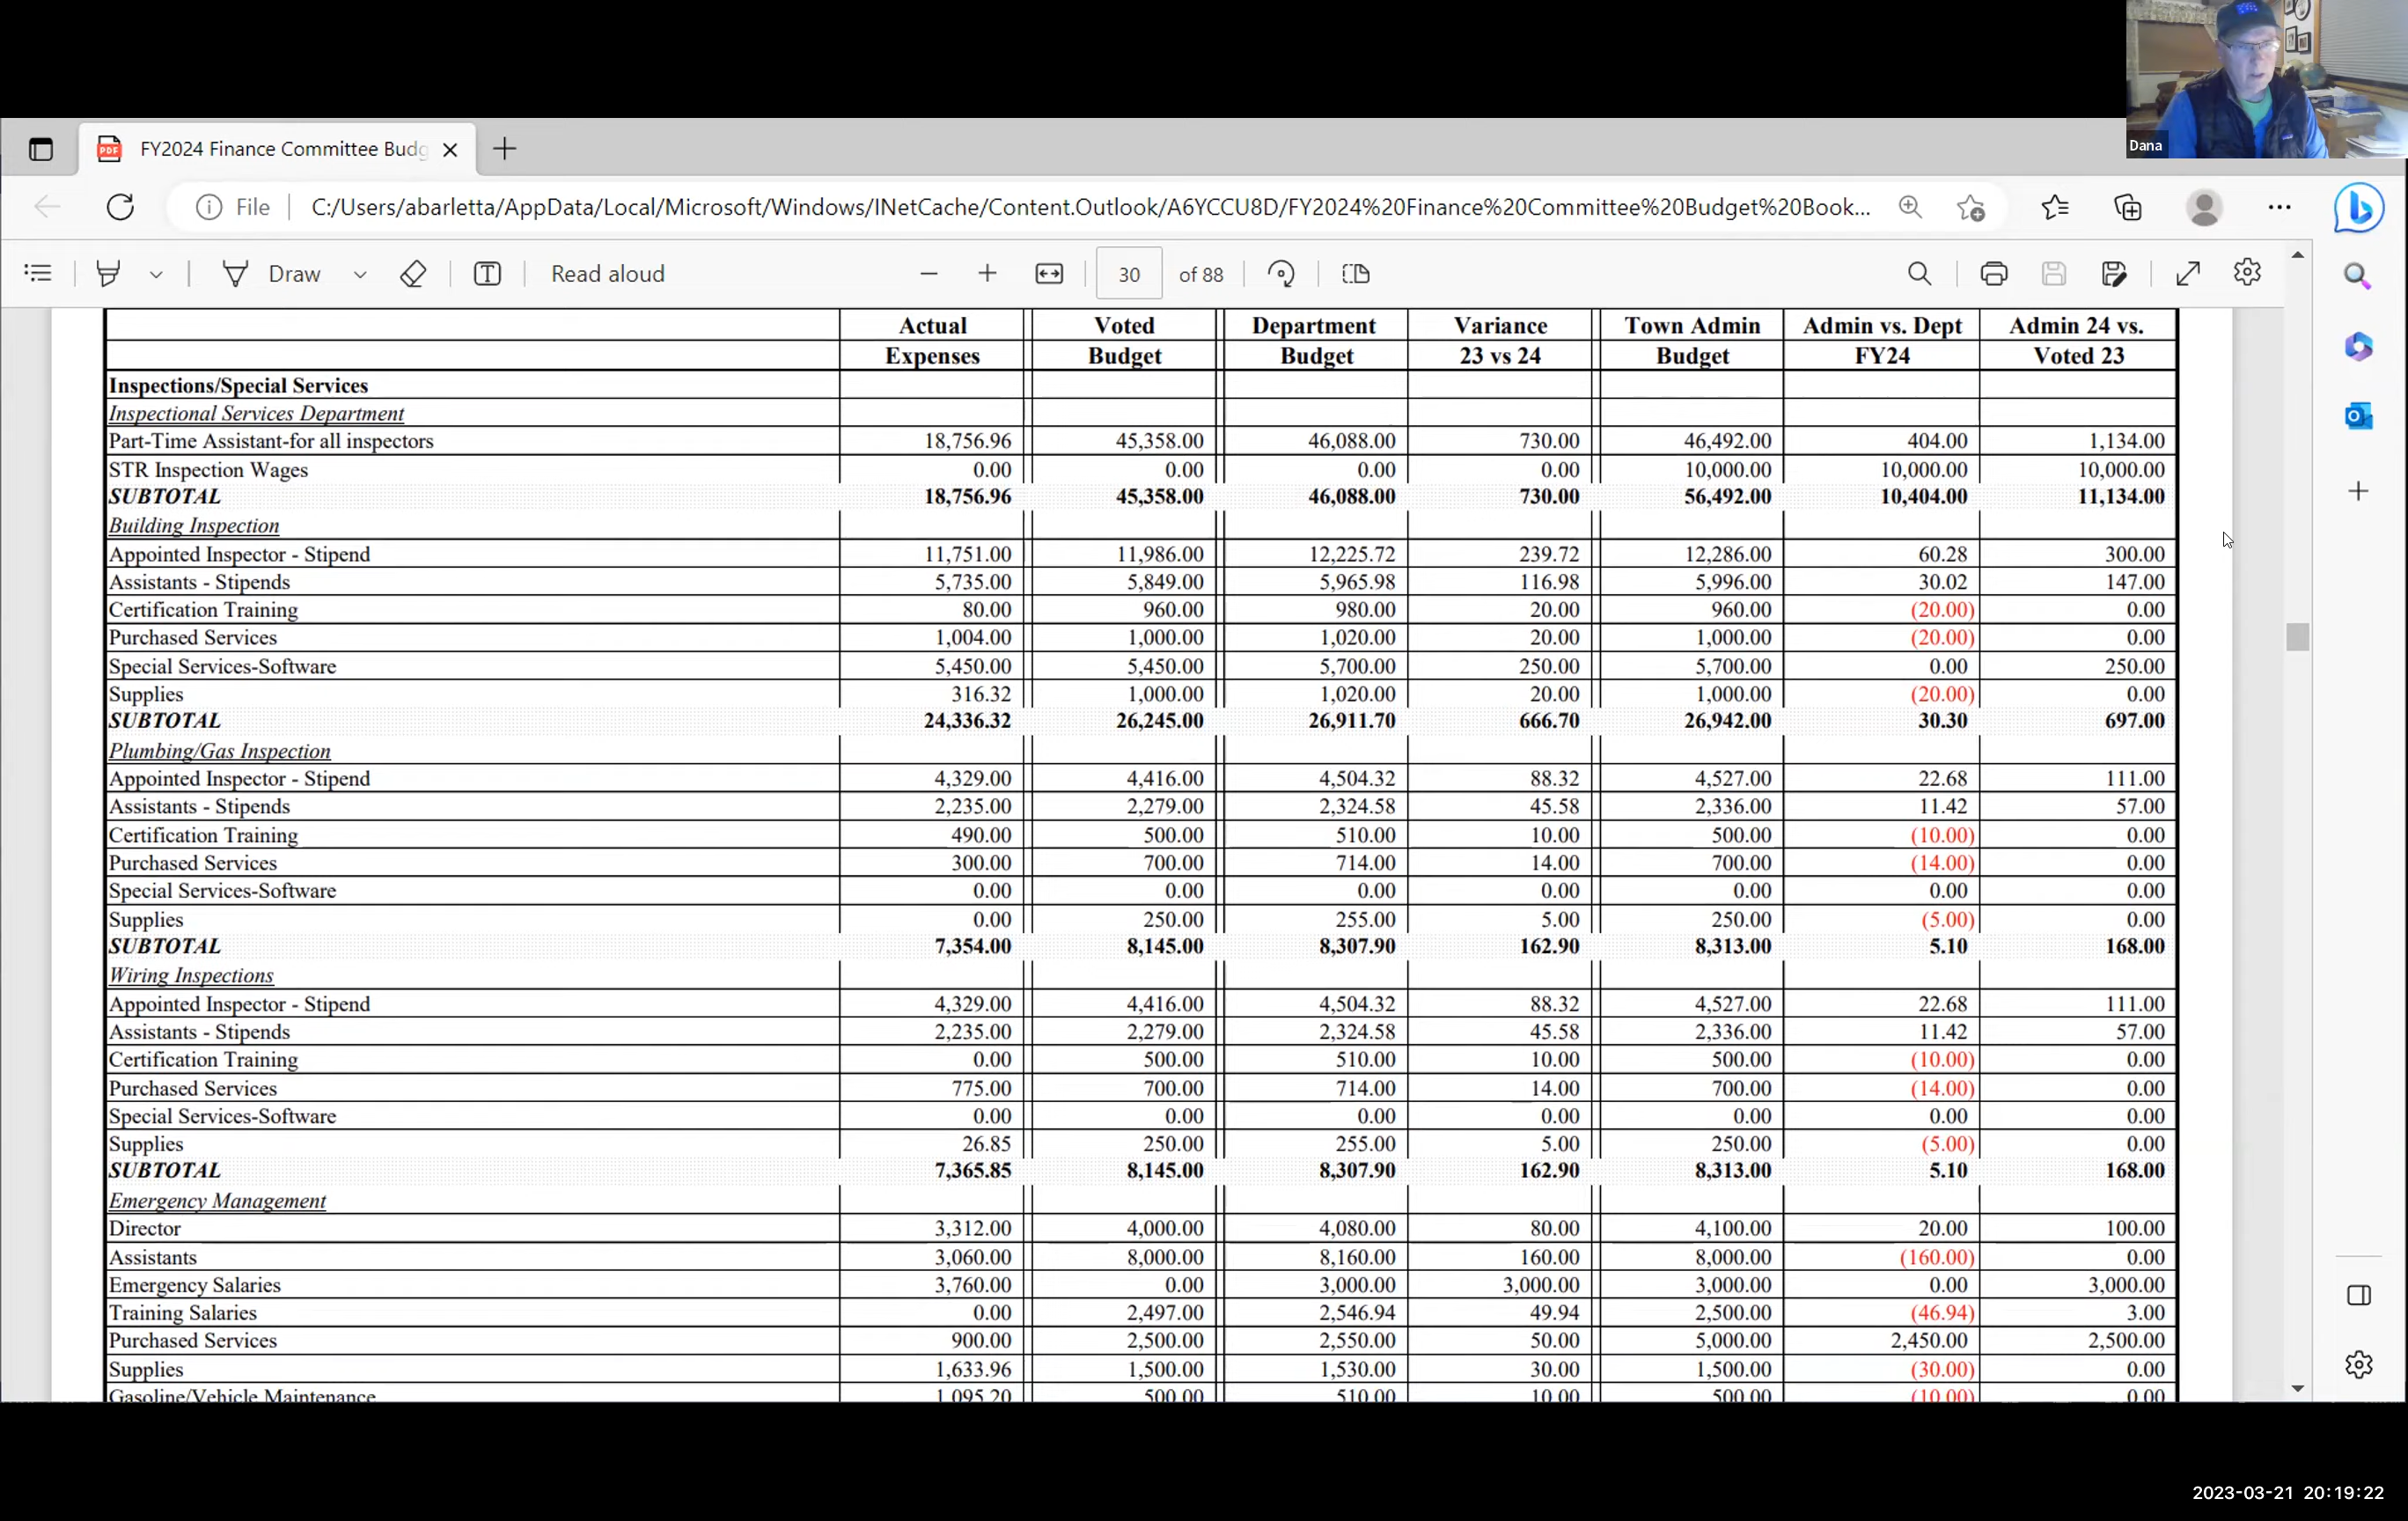 Dana
FY2024 Finance Committee Budg
File C:/Users/abarletta/AppData/Local/Microsoft/Windows/INetCache/Content.Outlook/A6YCCU8D/FY2024%20Finance%20Committee%20Budget%20Book...
Draw Read aloud 30 of 88
Actual Voted Department Variance Town Admin Admin vs. Dept Admin 24 vs.
Expenses Budget Budget 23 vs 24 Budget FY24 Voted 23
Inspections/Special Services
Inspectional Services Department
Part-Time Assistant-for all inspectors 18,756.96 45,358.00 46,088.00 730.00 46,492.00 404.00 1,134.00
STR Inspection Wages 0.00 0.00 0.00 0.00 10,000.00 10,000.00 10,000.00
SUBTOTAL 18,756.96 45,358.00 46,088.00 730.00 56,492.00 10,404.00 11,134.00
Building Inspection
Appointed Inspector - Stipend 11,751.00 11,986.00 12,225.72 239.72 12,286.00 60.28 300.00
Assistants - Stipends 5,735.00 5,849.00 5,965.98 116.98 5,996.00 30.02 147.00
Certification Training 80.00 960.00 980.00 20.00 960.00 (20.00) 0.00
Purchased Services 1,004.00 1,000.00 1,020.00 20.00 1,000.00 (20.00) 0.00
Special Services-Software 5,450.00 5,450.00 5,700.00 250.00 5,700.00 0.00 250.00
Supplies 316.32 1,000.00 1,020.00 20.00 1,000.00 (20.00) 0.00
SUBTOTAL 24,336.32 26,245.00 26,911.70 666.70 26,942.00 30.30 697.00
Plumbing/Gas Inspection
Appointed Inspector - Stipend 4,329.00 4,416.00 4,504.32 88.32 4,527.00 22.68 111.00
Assistants - Stipends 2,235.00 2,279.00 2,324.58 45.58 2,336.00 11.42 57.00
Certification Training 490.00 500.00 510.00 10.00 500.00 (10.00) 0.00
Purchased Services 300.00 700.00 714.00 14.00 700.00 (14.00) 0.00
Special Services-Software 0.00 0.00 0.00 0.00 0.00 0.00 0.00
Supplies 0.00 250.00 255.00 5.00 250.00 (5.00) 0.00
SUBTOTAL 7,354.00 8,145.00 8,307.90 162.90 8,313.00 5.10 168.00
Wiring Inspections
Appointed Inspector - Stipend 4,329.00 4,416.00 4,504.32 88.32 4,527.00 22.68 111.00
Assistants - Stipends 2,235.00 2,279.00 2,324.58 45.58 2,336.00 11.42 57.00
Certification Training 0.00 500.00 510.00 10.00 500.00 (10.00) 0.00
Purchased Services 775.00 700.00 714.00 14.00 700.00 (14.00) 0.00
Special Services-Software 0.00 0.00 0.00 0.00 0.00 0.00 0.00
Supplies 26.85 250.00 255.00 5.00 250.00 (5.00) 0.00
SUBTOTAL 7,365.85 8,145.00 8,307.90 162.90 8,313.00 5.10 168.00
Emergency Management
Director 3,312.00 4,000.00 4,080.00 80.00 4,100.00 20.00 100.00
Assistants 3,060.00 8,000.00 8,160.00 160.00 8,000.00 (160.00) 0.00
Emergency Salaries 3,760.00 0.00 3,000.00 3,000.00 3,000.00 0.00 3,000.00
Training Salaries 0.00 2,497.00 2,546.94 49.94 2,500.00 (46.94) 3.00
Purchased Services 900.00 2,500.00 2,550.00 50.00 5,000.00 2,450.00 2,500.00
Supplies 1,633.96 1,500.00 1,530.00 30.00 1,500.00 (30.00) 0.00
Gasoline/Vehicle Maintenance 1,095.20 500.00 510.00 10.00 500.00 (10.00) 0.00
2023-03-21 20:19:22